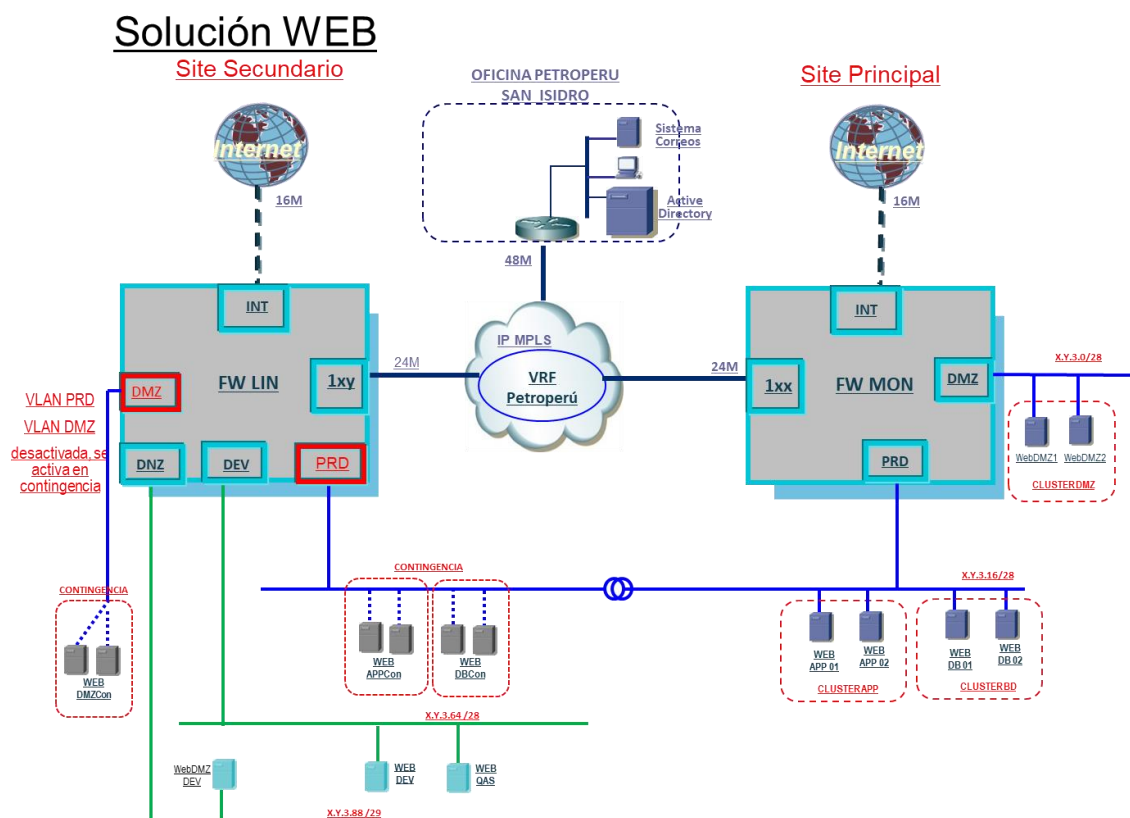 Solución WEB
Site Secundario
OFICINA PETROPERU
SAN ISIDRO
Site Principal
Internet
Sistema
Correos
Active
Directory
Internet
16M
16M
48M
INT
INT
IP MPLS
VRF
Petroperú
24M
24M
FW LIN
1xy
1xx
FW MON
DMZ
X.Y.3.0/28
DMZ
VLAN PRD
VLAN DMZ
desactivada, se
activa en
contingencia
DNZ
DEV
PRD
PRD
WebDMZ1
WebDMZ2
CLUSTERDMZ
CONTINGENCIA
CONTINGENCIA
X.Y.3.16/28
WEB
DMZCon
WEB
APPCon
WEB
DBCon
WEB
APP 01
WEB
APP 02
WEB
DB 01
WEB
DB 02
CLUSTERAPP
CLUSTERBD
X.Y.3.64 /28
WebDMZ
DEV
WEB
DEV
WEB
QAS
X.Y.3.88 /29